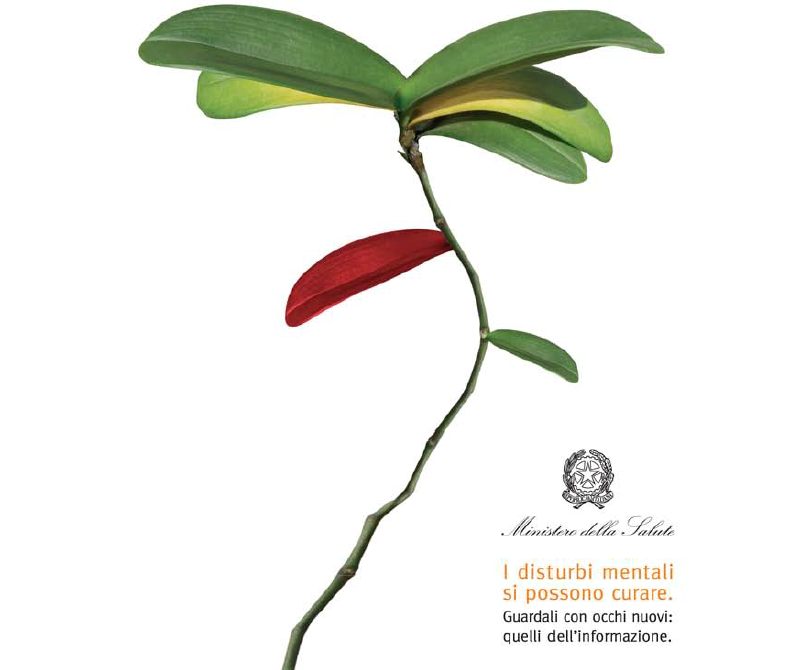 Ministero della Salute
I disturbi mentali
si possono curare.
Guardali con occhi nuovi:
quelli dell'informazione.